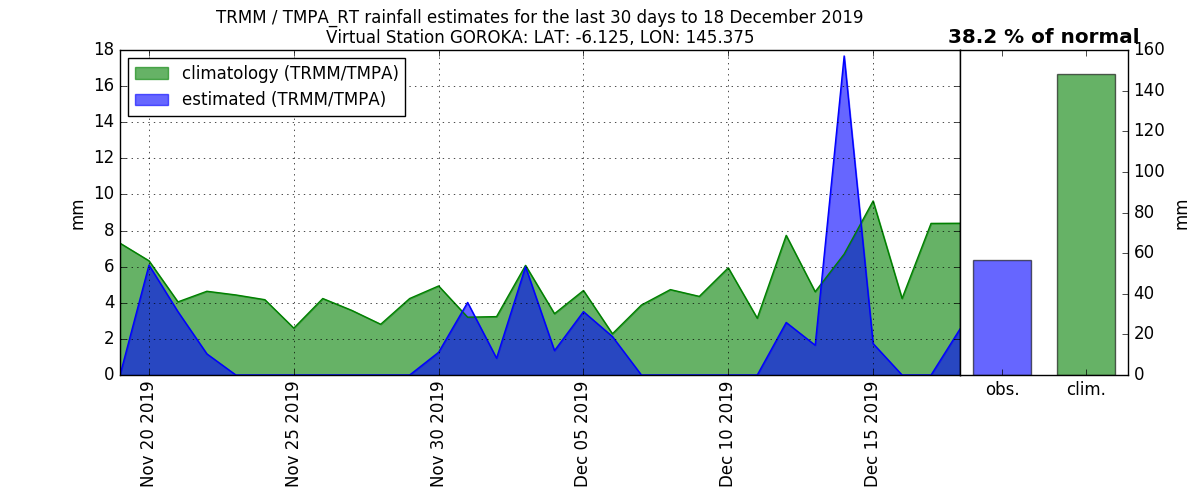 TRMM / TMPA_RT rainfall estimates for the last 30 days to 18 December 2019
Virtual Station GOROKA: LAT: -6.125, LON: 145.375
38.2 % of normal
climatology (TRMM/TMPA)
estimated (TRMM/TMPA)
mm
18
16
14
12
10
8
6
4
2
0
Nov 20 2019
Nov 25 2019
Nov 30 2019
Dec 05 2019
Dec 10 2019
Dec 15 2019
obs.
clim.
160
140
120
100
80
60
40
20
0
mm